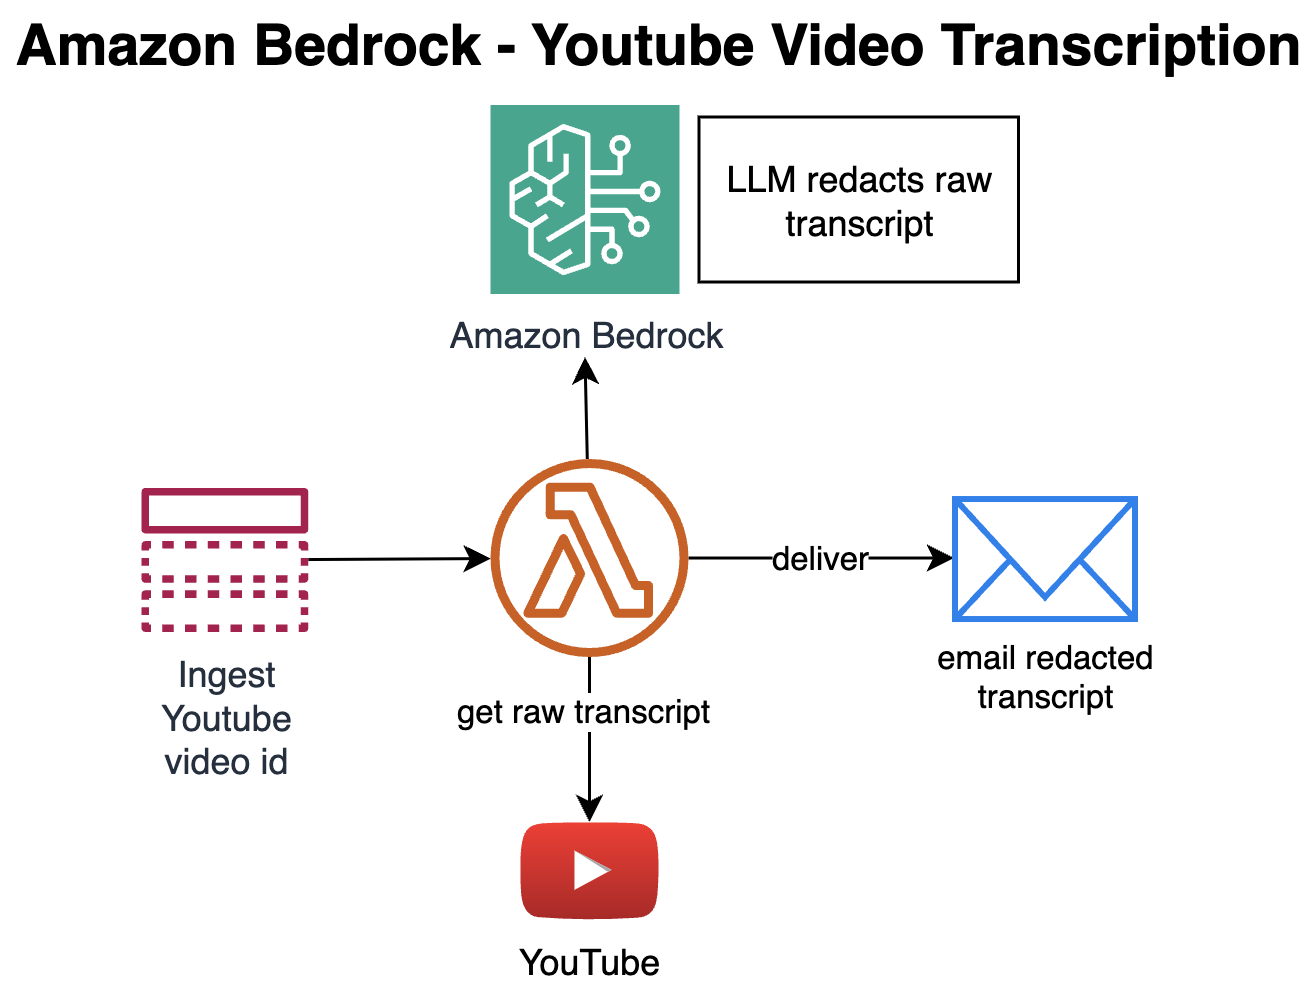 Amazon Bedrock - Youtube Video Transcription
LLM redacts raw
transcript
Amazon Bedrock
deliver
Ingest
Youtube
video id
email redacted
transcript
get raw transcript
YouTube